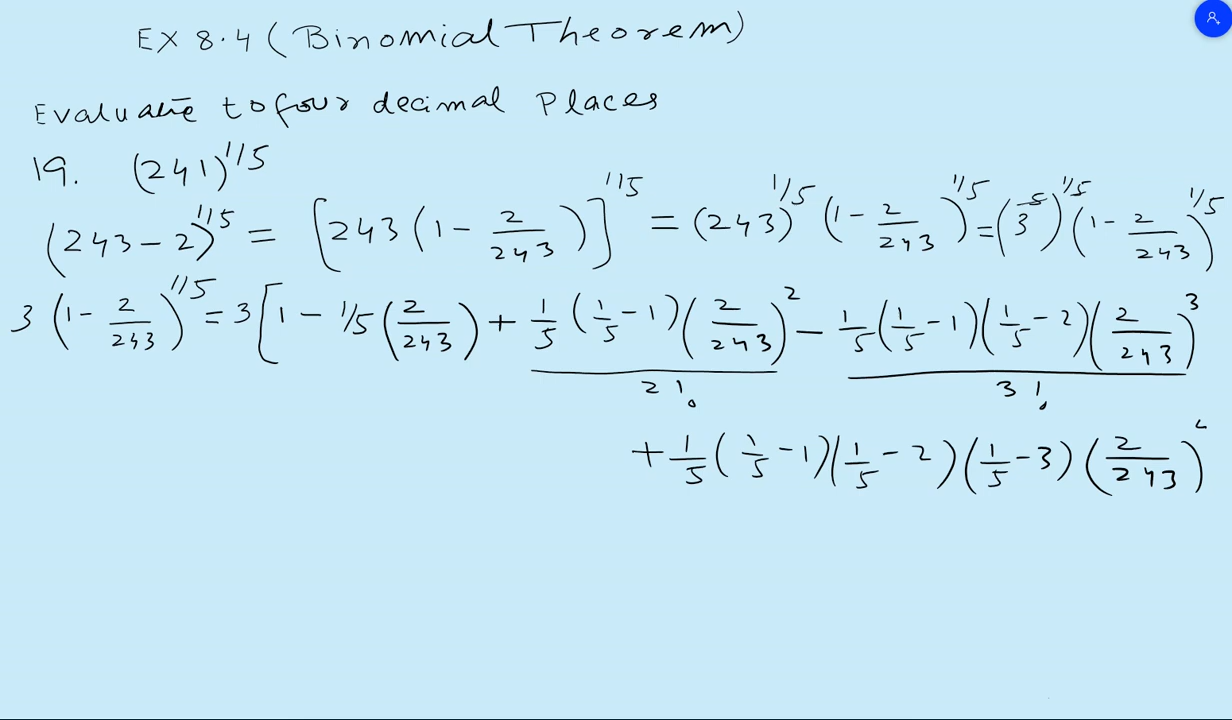 EX 8.4 (Binomial Theorem)
Evaluate to four decimal Places
19. (241)^1/5
(243-2)^1/5 = [243(1-2/243)]^1/5 = (243)^1/5 (1-2/243)^1/5 = (3^5)^1/5 (1-2/243)^1/5
3(1-2/243)^1/5 = 3[1 - 1/5(2/243) + 1/5(1/5-1)(2/243)^2/2! - 1/5(1/5-1)(1/5-2)(2/243)^3/3!
+ 1/5(1/5-1)(1/5-2)(1/5-3)(2/243)^4